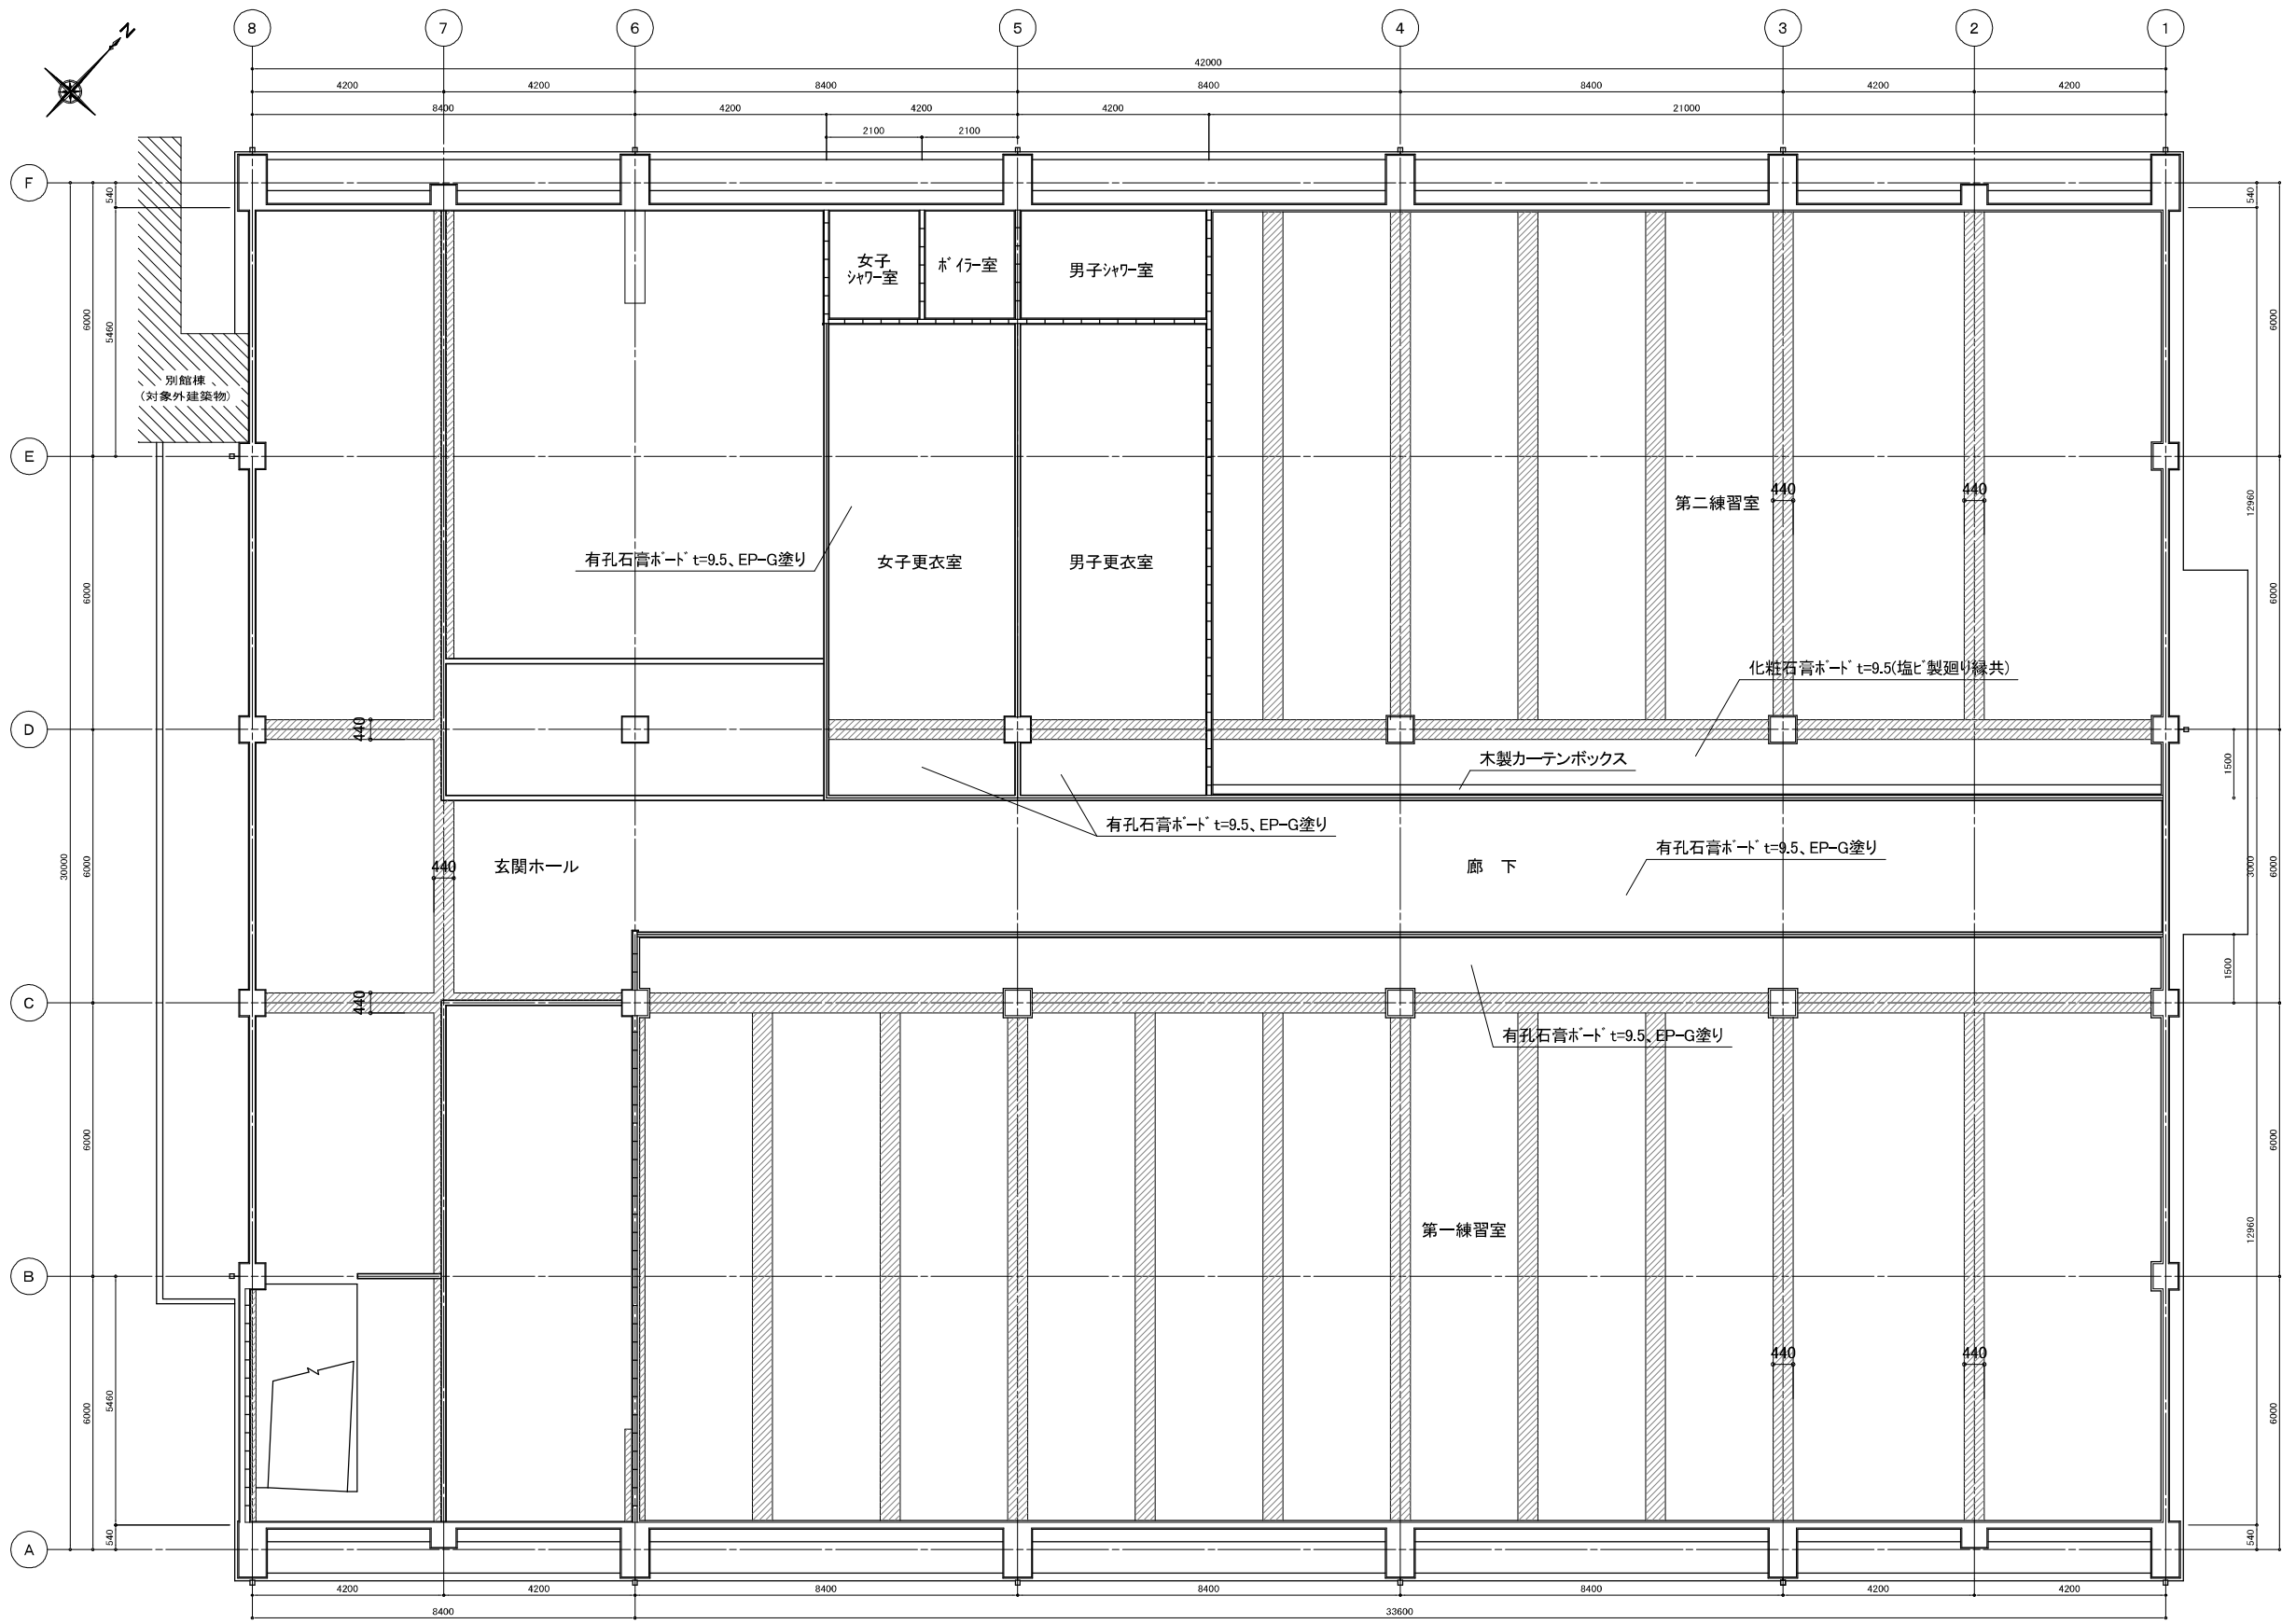 N
8 7 6 5 4 3 2 1
42000
4200 4200 8400 8400 8400 4200 4200
8400 4200 4200 4200 21000
2100 2100
F
E
D
C
B
A
540
5460
6000
6000
6000
6000
6000
30000
5460
540
別館棟
(対象外建築物)
女子
ｼｬﾜｰ室
ﾎﾞｲﾗｰ室
男子ｼｬﾜｰ室
第二練習室
440 440
有孔石膏ﾎﾞｰﾄﾞ t=9.5、EP-G塗り
女子更衣室
男子更衣室
化粧石膏ﾎﾞｰﾄﾞ t=9.5(塩ﾋﾞ製廻り縁共)
440
木製カーテンボックス
有孔石膏ﾎﾞｰﾄﾞ t=9.5、EP-G塗り
有孔石膏ﾎﾞｰﾄﾞ t=9.5、EP-G塗り
440
玄関ホール
廊　下
440
有孔石膏ﾎﾞｰﾄﾞ t=9.5、EP-G塗り
第一練習室
440 440
540
12960
1500
3000
1500
12960
540
6000
6000
6000
6000
6000
4200 4200 8400 8400 8400 4200 4200
8400 33600